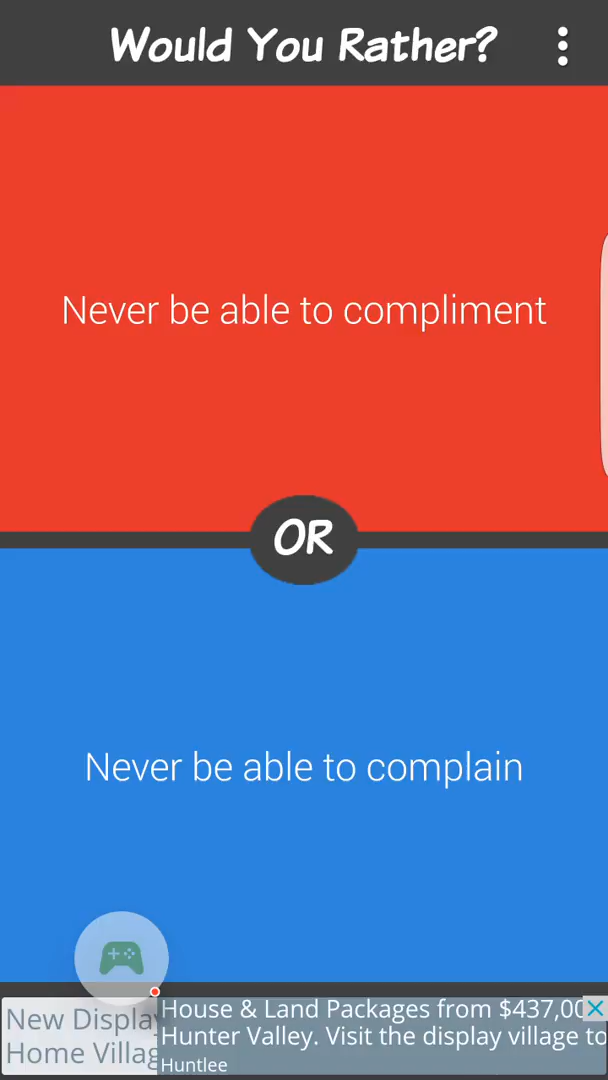 Would You Rather?
Never be able to compliment
OR
Never be able to complain
New Display
Home Villag
House & Land Packages from $437,00
Hunter Valley. Visit the display village to
Huntlee